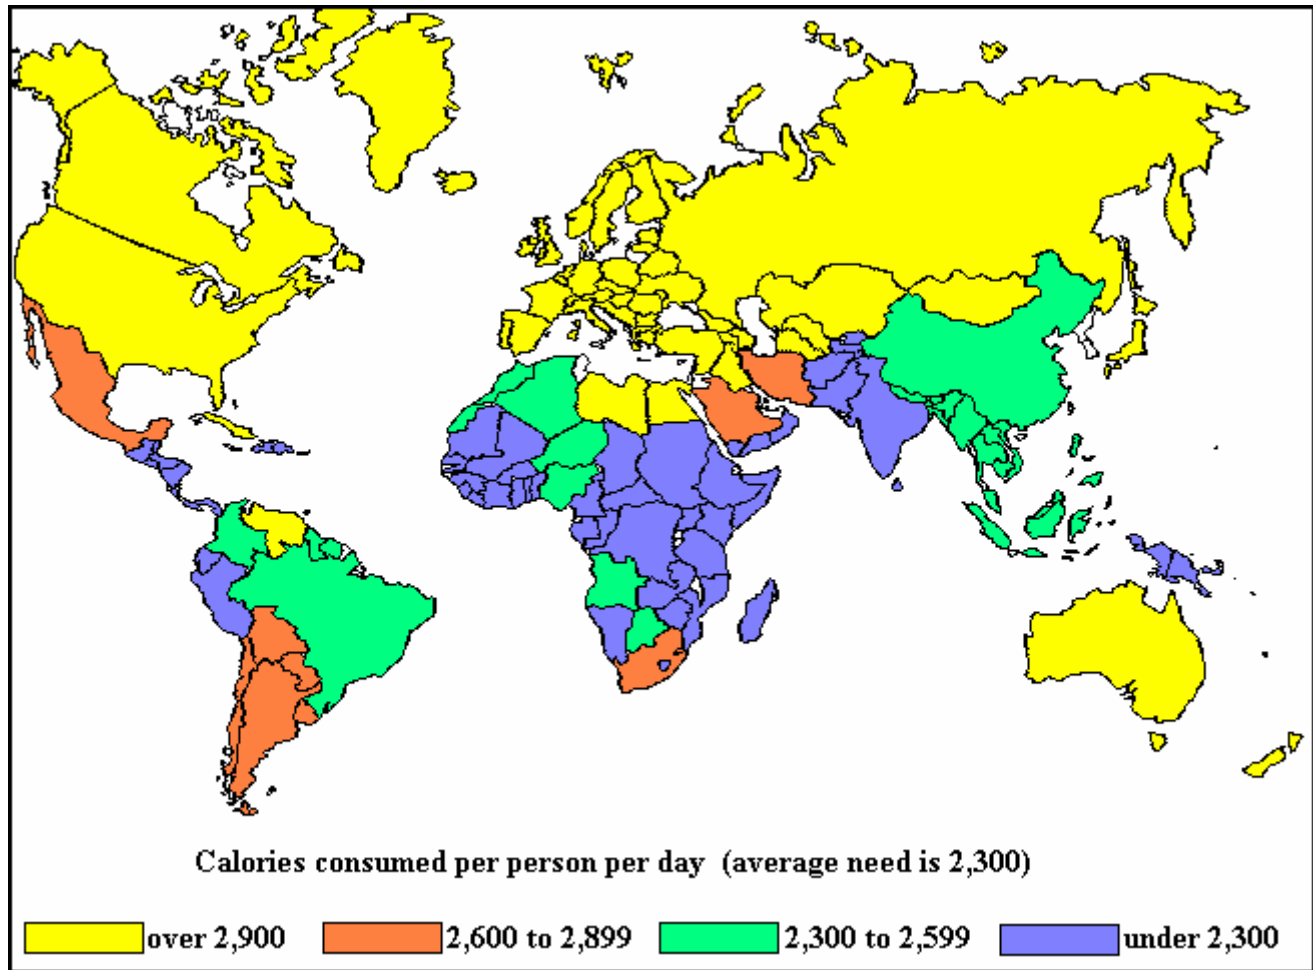 Calories consumed per person per day (average need is 2,300)
over 2,900 2,600 to 2,899 2,300 to 2,599 under 2,300